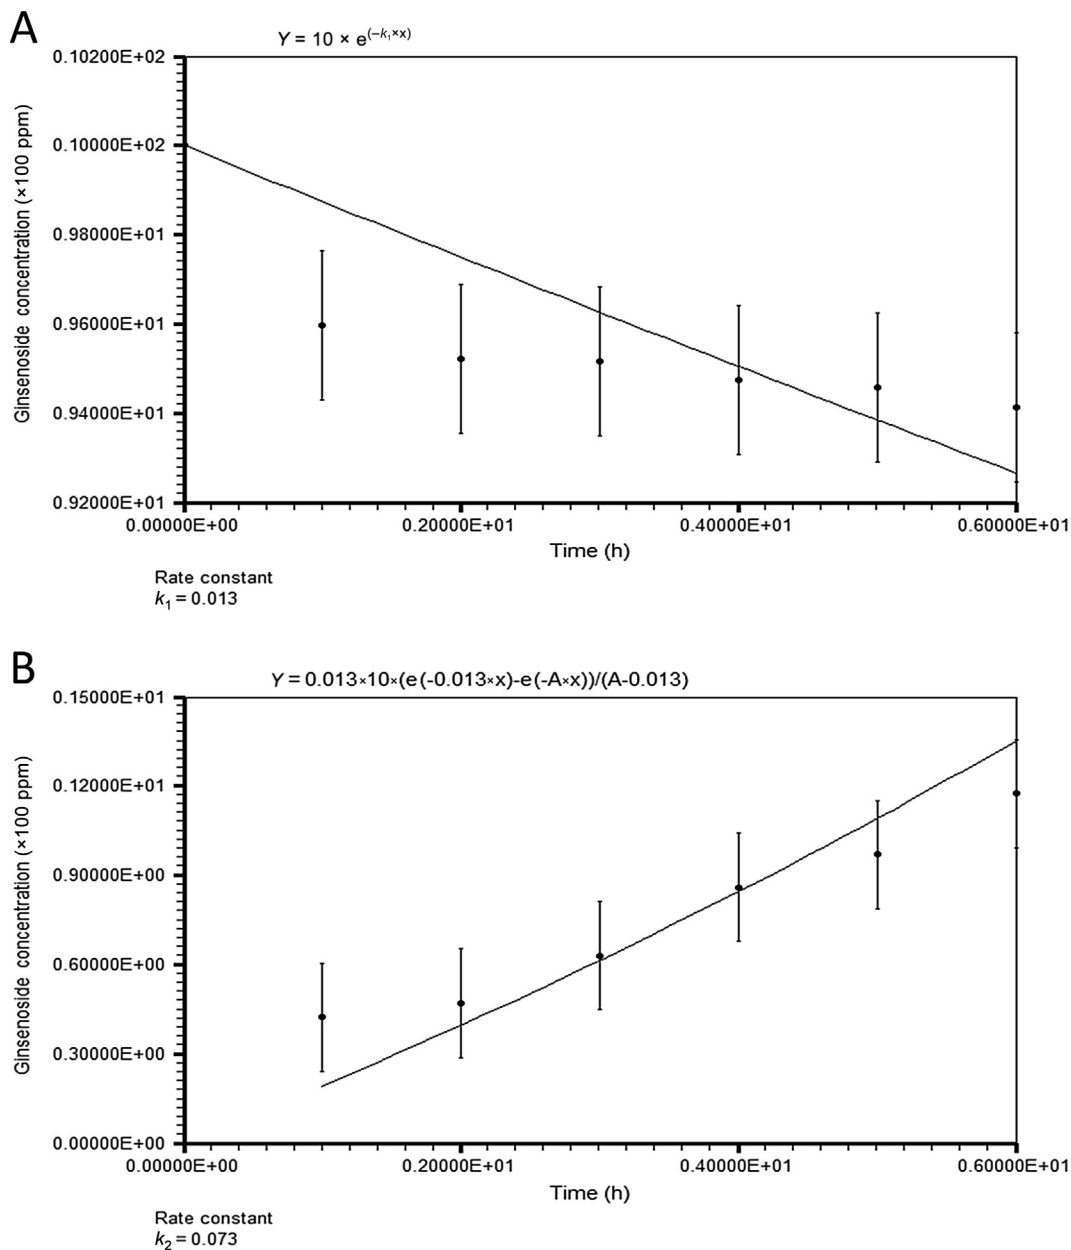 A
Y = 10 × e(–k1×x)
0.10200E+02
0.10000E+02
0.98000E+01
0.96000E+01
0.94000E+01
0.92000E+01
Ginsenoside concentration (×100 ppm)
0.00000E+00 0.20000E+01 0.40000E+01 0.60000E+01
Time (h)
Rate constant
k1 = 0.013
B
Y = 0.013×10×(e(-0.013×x)-e(-A×x))/(A-0.013)
0.15000E+01
0.12000E+01
0.90000E+00
0.60000E+00
0.30000E+00
0.00000E+00
Ginsenoside concentration (×100 ppm)
0.00000E+00 0.20000E+01 0.40000E+01 0.60000E+01
Time (h)
Rate constant
k2 = 0.073